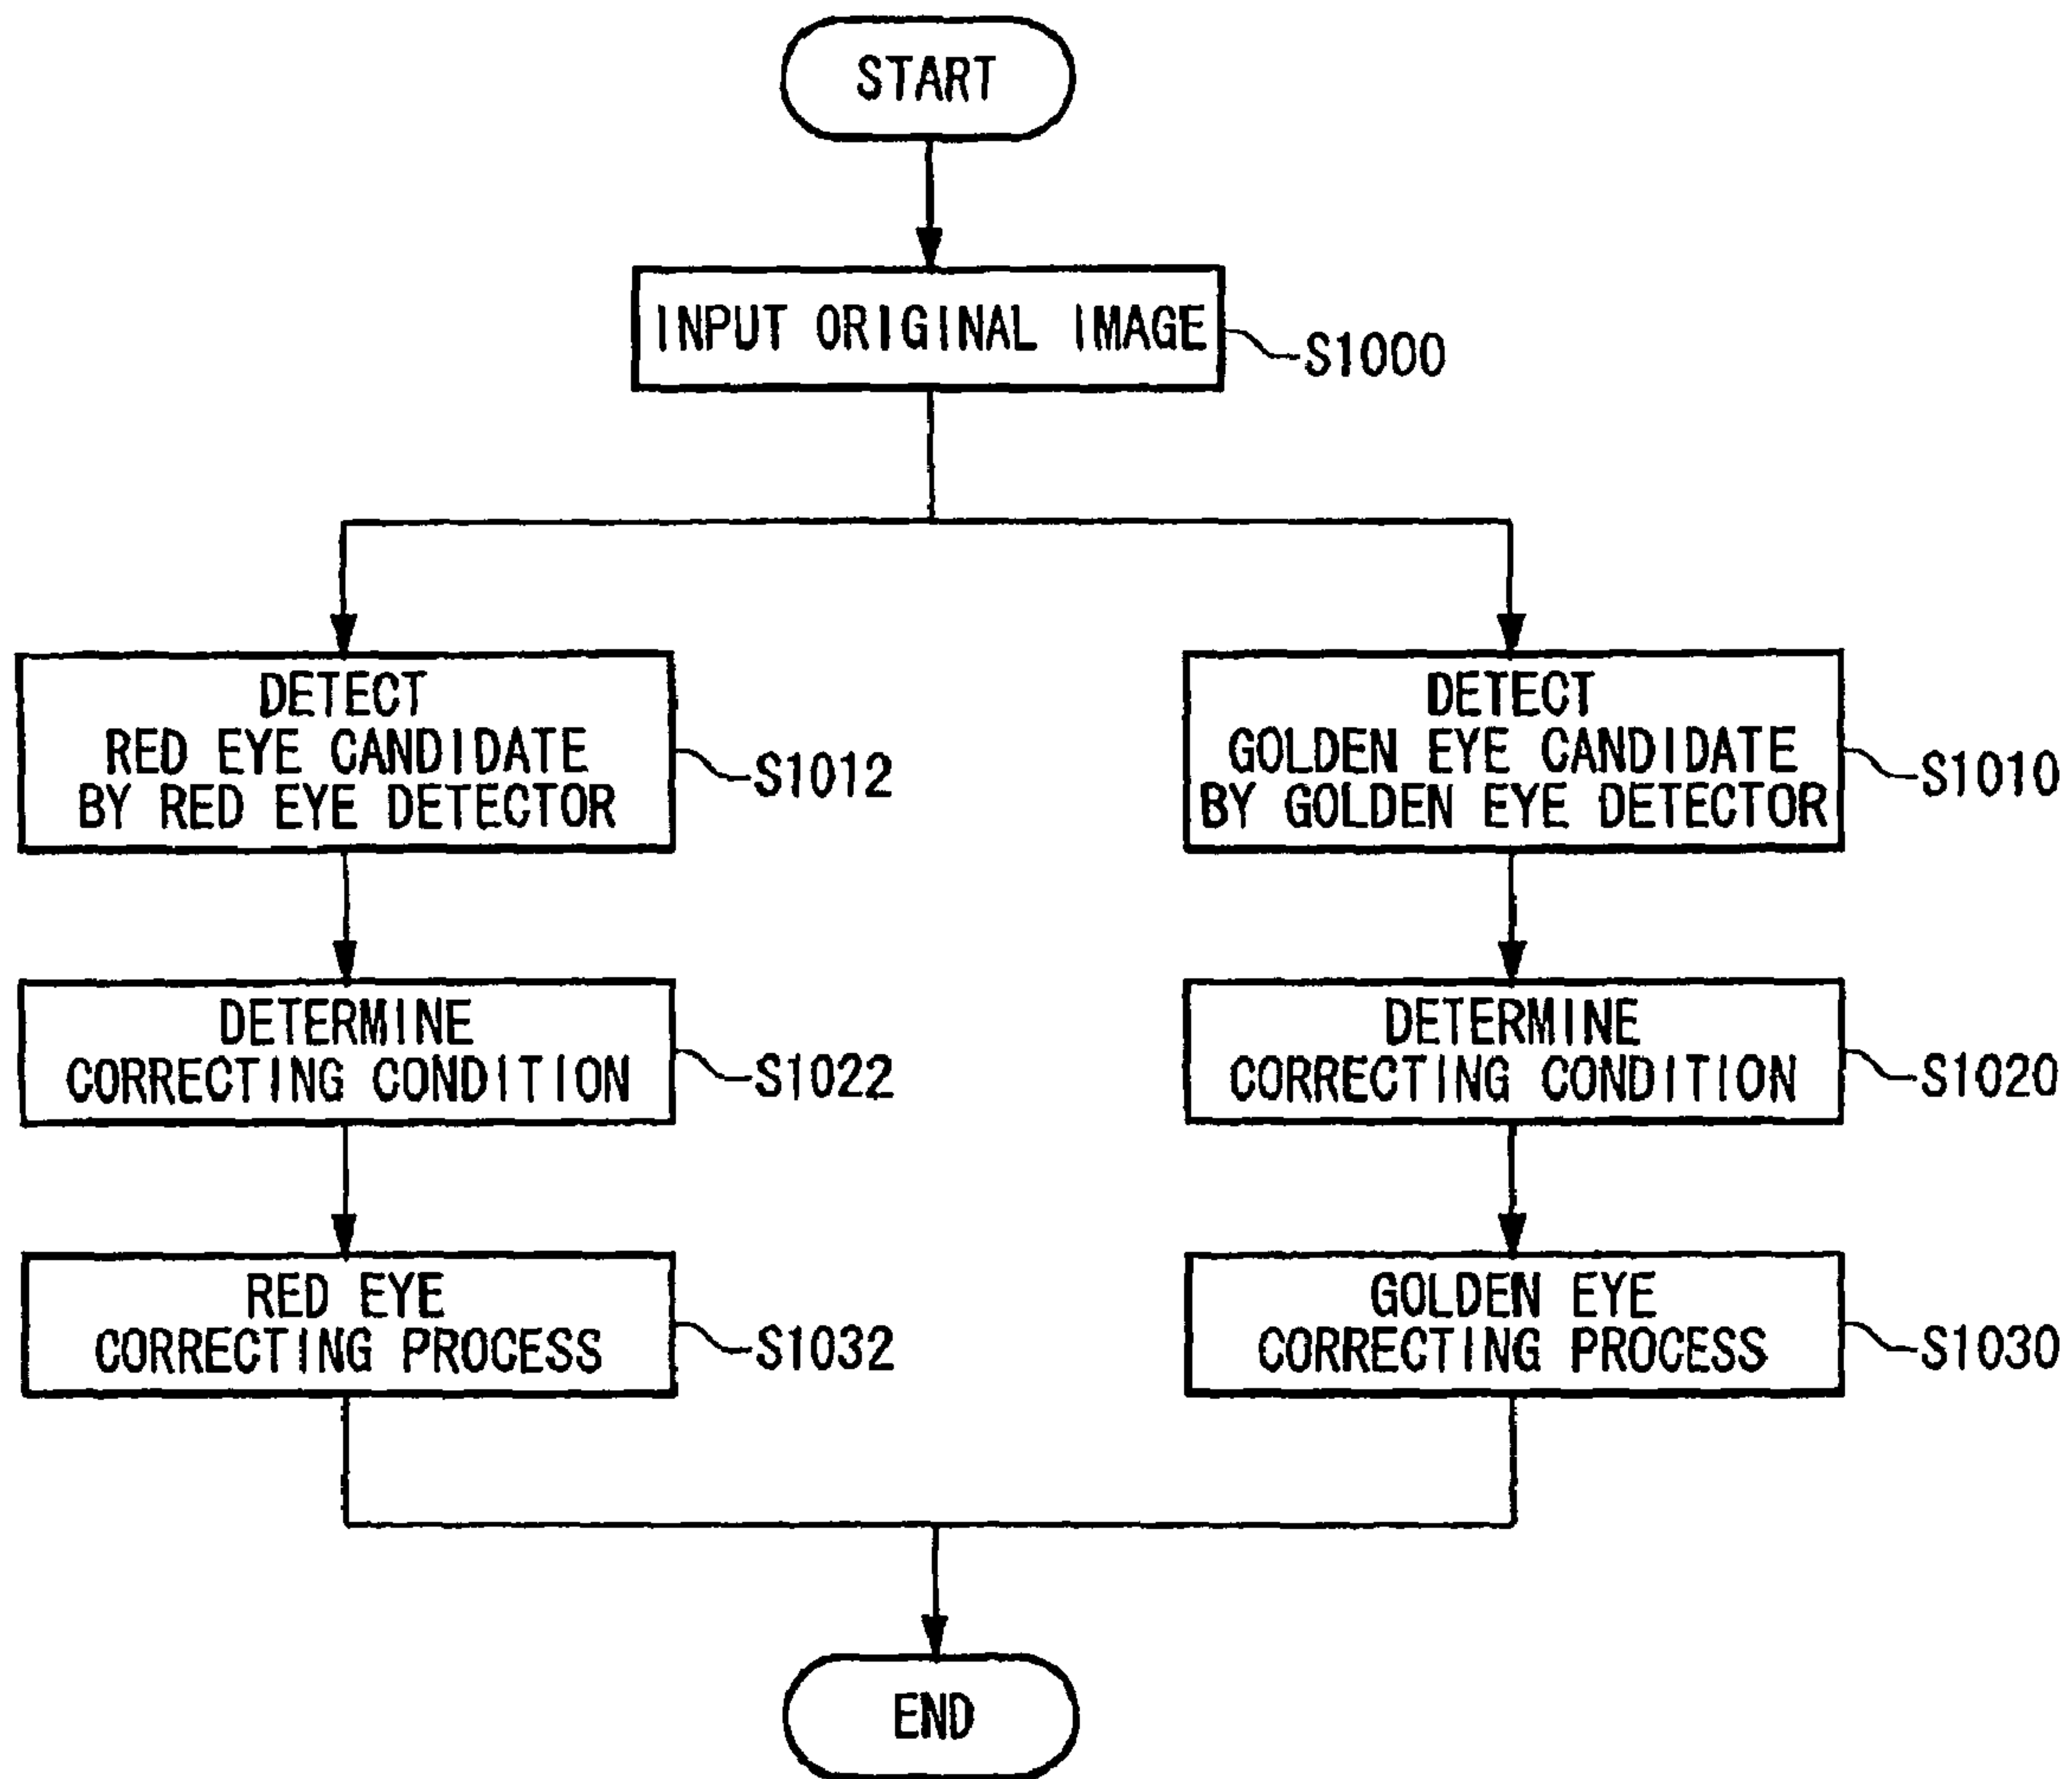 START
INPUT ORIGINAL IMAGE
S1000
DETECT
RED EYE CANDIDATE
BY RED EYE DETECTOR
S1012
DETECT
GOLDEN EYE CANDIDATE
BY GOLDEN EYE DETECTOR
S1010
DETERMINE
CORRECTING CONDITION
S1022
DETERMINE
CORRECTING CONDITION
S1020
RED EYE
CORRECTING PROCESS
S1032
GOLDEN EYE
CORRECTING PROCESS
S1030
END